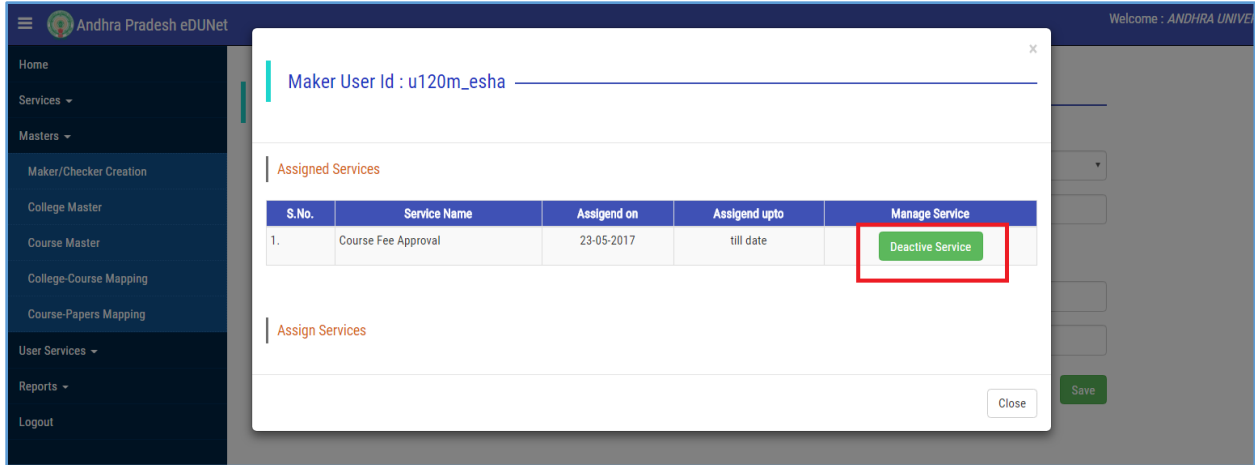 Andhra Pradesh eDUNet
Welcome : ANDHRA UNIVE
Home
Services
Masters
Maker/Checker Creation
College Master
Course Master
College-Course Mapping
Course-Papers Mapping
User Services
Reports
Logout
x
Maker User Id : u120m_esha
Assigned Services
S.No. Service Name Assigend on Assigend upto Manage Service
1. Course Fee Approval 23-05-2017 till date Deactive Service
Assign Services
Save
Close